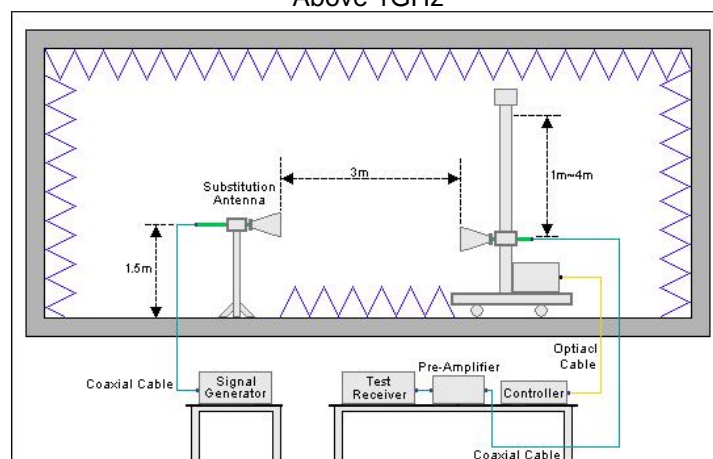 Above 1GHz
3m
1m~4m
Substitution
Antenna
1.5m
Optiacl
Cable
Pre-Amplifier
Coaxial Cable
Signal
Generator
Test
Receiver
Controller
Coaxial Cable